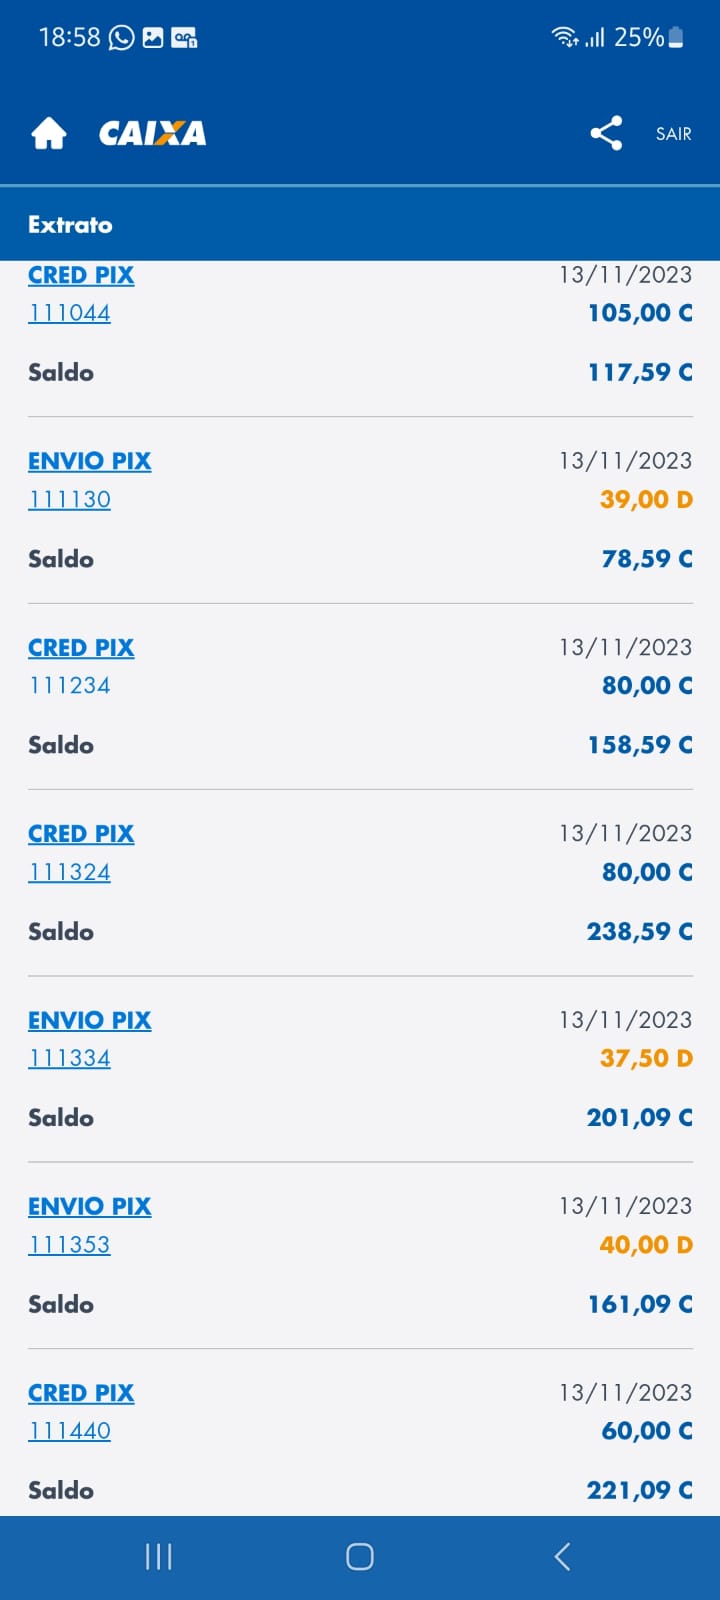 18:58 25%
CAIXA SAIR
Extrato
CRED PIX 13/11/2023
111044 105,00 C
Saldo 117,59 C
ENVIO PIX 13/11/2023
111130 39,00 D
Saldo 78,59 C
CRED PIX 13/11/2023
111234 80,00 C
Saldo 158,59 C
CRED PIX 13/11/2023
111324 80,00 C
Saldo 238,59 C
ENVIO PIX 13/11/2023
111334 37,50 D
Saldo 201,09 C
ENVIO PIX 13/11/2023
111353 40,00 D
Saldo 161,09 C
CRED PIX 13/11/2023
111440 60,00 C
Saldo 221,09 C